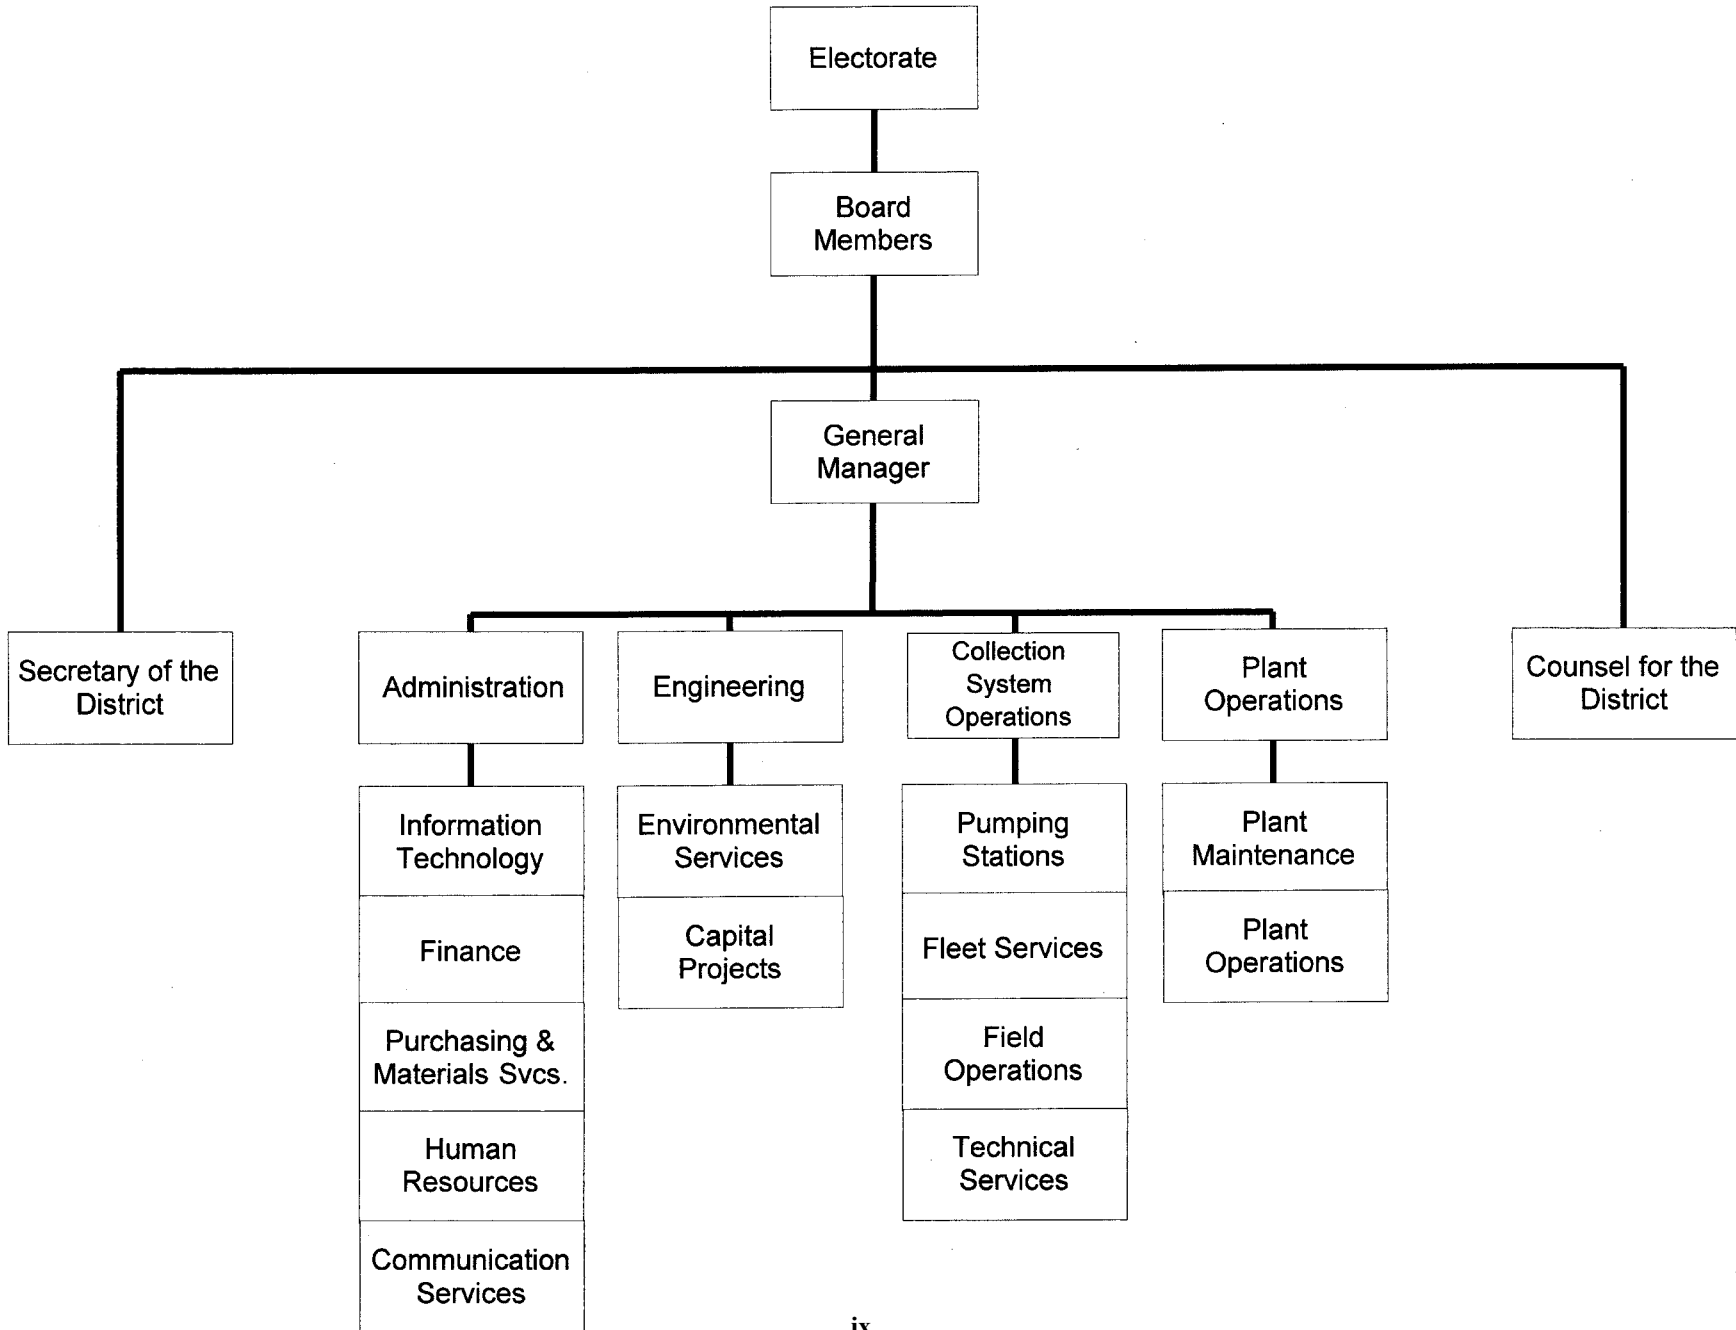 Electorate
Board
Members
General
Manager
Secretary of the
District
Administration
Engineering
Collection
System
Operations
Plant
Operations
Counsel for the
District
Information
Technology
Finance
Purchasing &
Materials Svcs.
Human
Resources
Communication
Services
Environmental
Services
Capital
Projects
Pumping
Stations
Fleet Services
Field
Operations
Technical
Services
Plant
Maintenance
Plant
Operations
ix